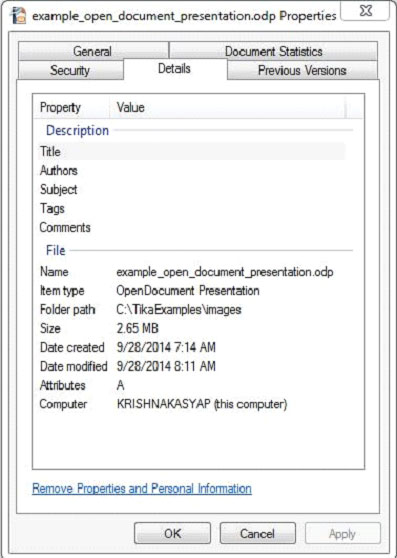 example_open_document_presentation.odp Properties
General Document Statistics
Security Details Previous Versions
Property Value
Description
Title
Authors
Subject
Tags
Comments
File
Name example_open_document_presentation.odp
Item type OpenDocument Presentation
Folder path C:\TikaExamples\images
Size 2.65 MB
Date created 9/28/2014 7:14 AM
Date modified 9/28/2014 8:11 AM
Attributes A
Computer KRISHNAKASYAP (this computer)
Remove Properties and Personal Information
OK Cancel Apply